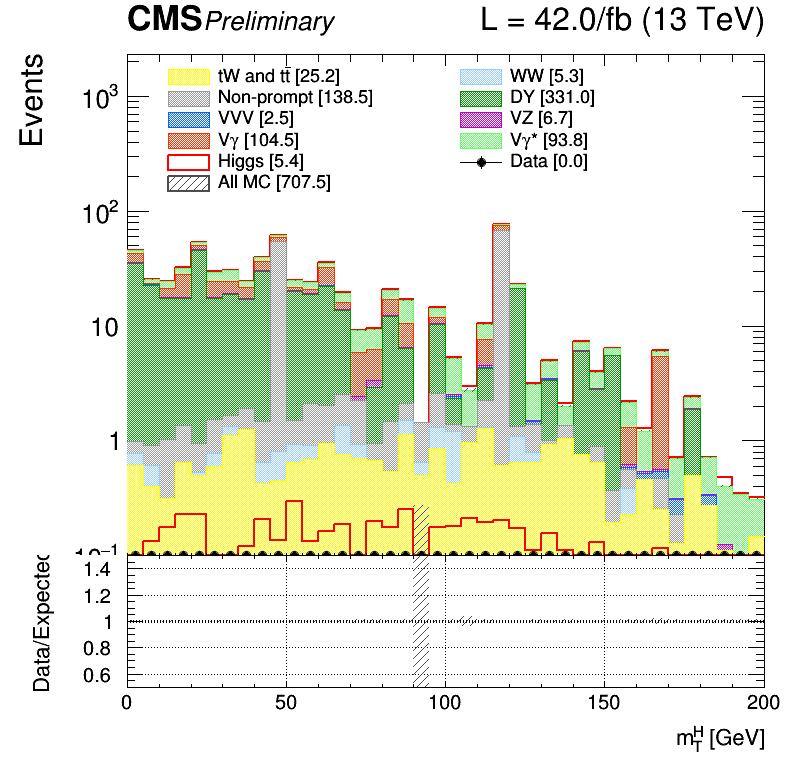 CMS Preliminary L = 42.0/fb (13 TeV)
Events
tW and tt̄ [25.2] WW [5.3]
Non-prompt [138.5] DY [331.0]
VVV [2.5] VZ [6.7]
Vγ [104.5] Vγ* [93.8]
Higgs [5.4] Data [0.0]
All MC [707.5]
10³
10²
10
1
10⁻¹
Data/Expected
1.4
1.2
1
0.8
0.6
0 50 100 150 200
m_T^H [GeV]